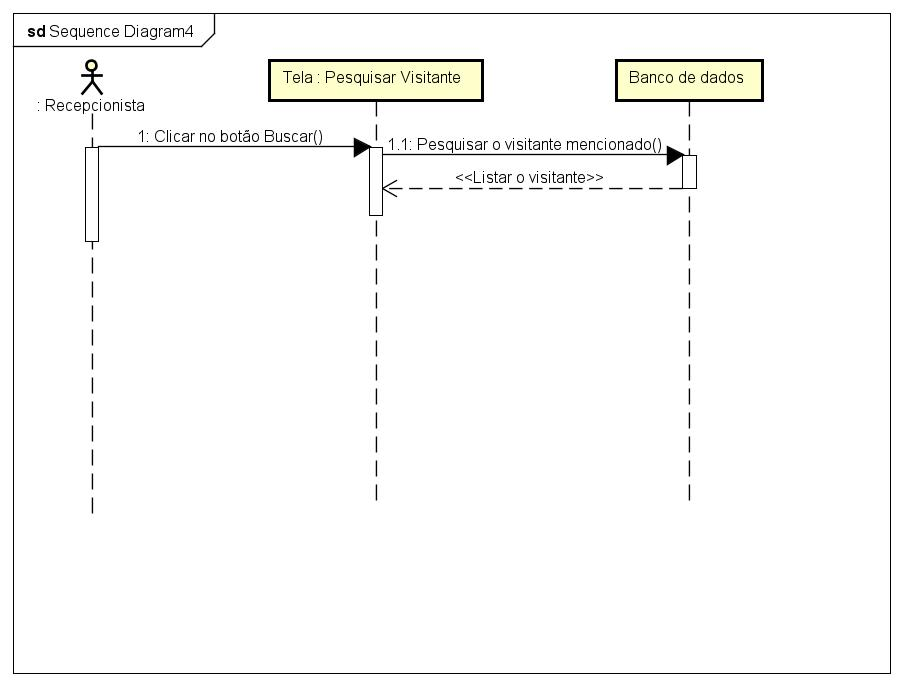 sd Sequence Diagram4
: Recepcionista
Tela : Pesquisar Visitante
Banco de dados
1: Clicar no botão Buscar()
1.1: Pesquisar o visitante mencionado()
<<Listar o visitante>>